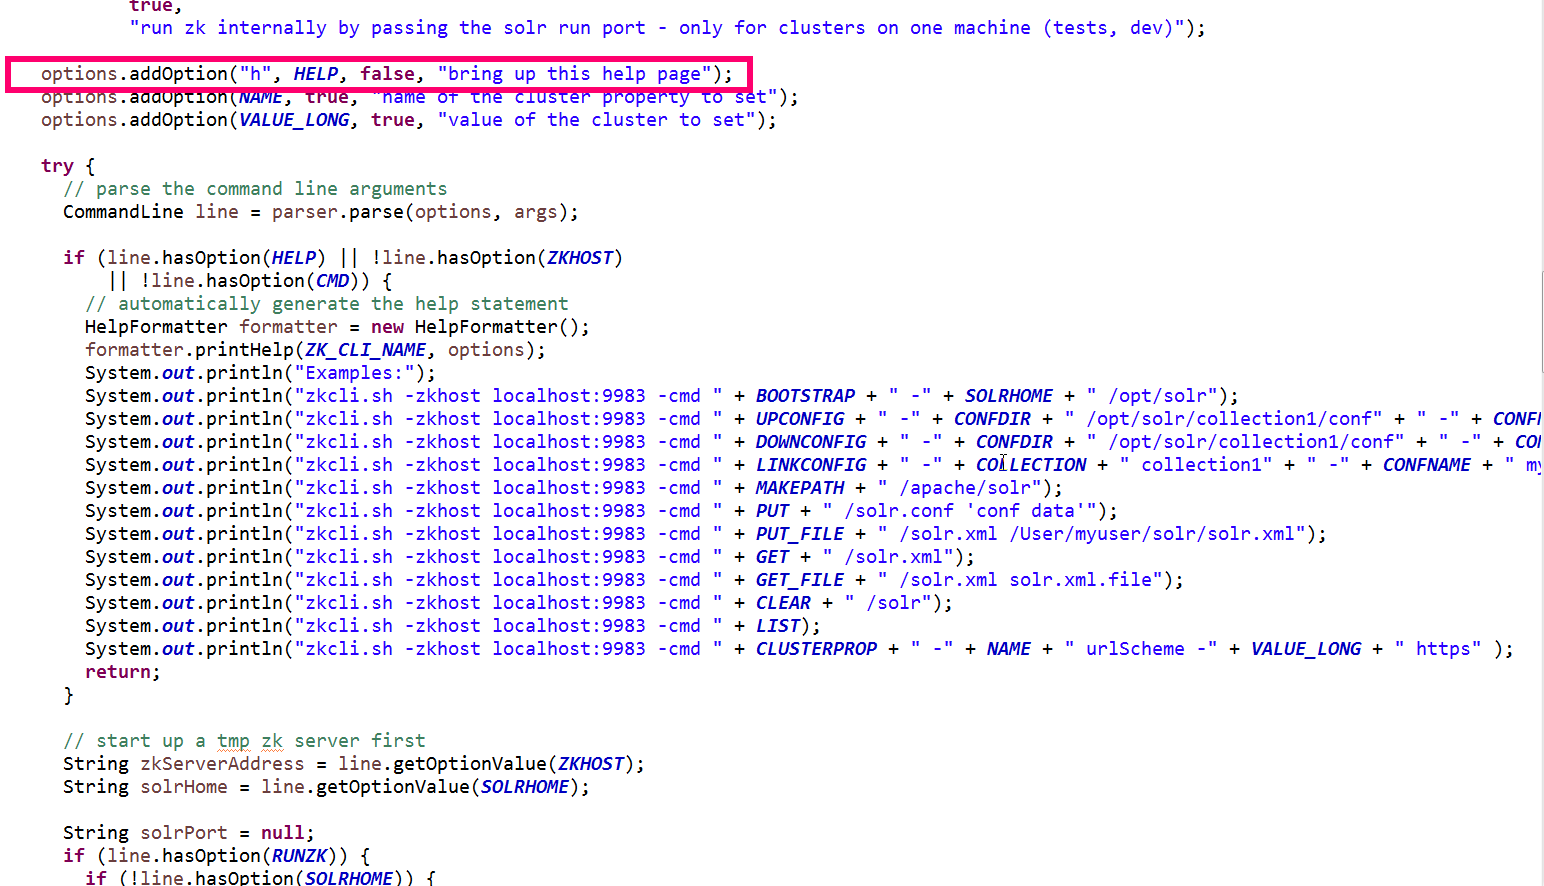 true,
"run zk internally by passing the solr run port - only for clusters on one machine (tests, dev)");
options.addOption("h", HELP, false, "bring up this help page");
options.addOption(NAME, true, "name of the cluster property to set");
options.addOption(VALUE_LONG, true, "value of the cluster to set");
try {
// parse the command line arguments
CommandLine line = parser.parse(options, args);
if (line.hasOption(HELP) || !line.hasOption(ZKHOST)
|| !line.hasOption(CMD)) {
// automatically generate the help statement
HelpFormatter formatter = new HelpFormatter();
formatter.printHelp(ZK_CLI_NAME, options);
System.out.println("Examples:");
System.out.println("zkcli.sh -zkhost localhost:9983 -cmd " + BOOTSTRAP + " -" + SOLRHOME + " /opt/solr");
System.out.println("zkcli.sh -zkhost localhost:9983 -cmd " + UPCONFIG + " -" + CONFDIR + " /opt/solr/collection1/conf" + " -" + CONF
System.out.println("zkcli.sh -zkhost localhost:9983 -cmd " + DOWNCONFIG + " -" + CONFDIR + " /opt/solr/collection1/conf" + " -" + CO
System.out.println("zkcli.sh -zkhost localhost:9983 -cmd " + LINKCONFIG + " -" + COLLECTION + " collection1" + " -" + CONFNAME + " my
System.out.println("zkcli.sh -zkhost localhost:9983 -cmd " + MAKEPATH + " /apache/solr");
System.out.println("zkcli.sh -zkhost localhost:9983 -cmd " + PUT + " /solr.conf 'conf data'");
System.out.println("zkcli.sh -zkhost localhost:9983 -cmd " + PUT_FILE + " /solr.xml /User/myuser/solr/solr.xml");
System.out.println("zkcli.sh -zkhost localhost:9983 -cmd " + GET + " /solr.xml");
System.out.println("zkcli.sh -zkhost localhost:9983 -cmd " + GET_FILE + " /solr.xml solr.xml.file");
System.out.println("zkcli.sh -zkhost localhost:9983 -cmd " + CLEAR + " /solr");
System.out.println("zkcli.sh -zkhost localhost:9983 -cmd " + LIST);
System.out.println("zkcli.sh -zkhost localhost:9983 -cmd " + CLUSTERPROP + " -" + NAME + " urlScheme -" + VALUE_LONG + " https" );
return;
}
// start up a tmp zk server first
String zkServerAddress = line.getOptionValue(ZKHOST);
String solrHome = line.getOptionValue(SOLRHOME);
String solrPort = null;
if (line.hasOption(RUNZK)) {
if (!line.hasOption(SOLRHOME)) {